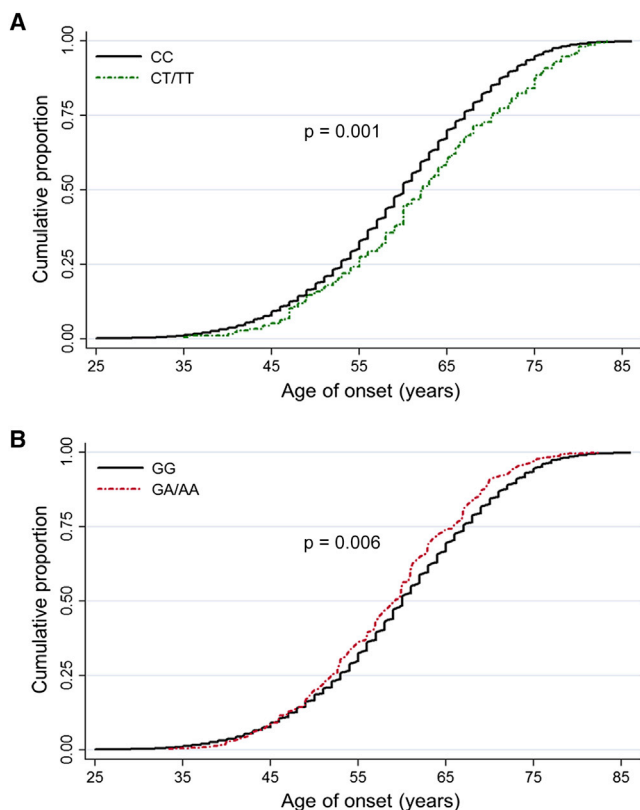 A
CC
CT/TT
p = 0.001
Cumulative proportion
1.00
0.75
0.50
0.25
0.00
25 35 45 55 65 75 85
Age of onset (years)
B
GG
GA/AA
p = 0.006
Cumulative proportion
1.00
0.75
0.50
0.25
0.00
25 35 45 55 65 75 85
Age of onset (years)